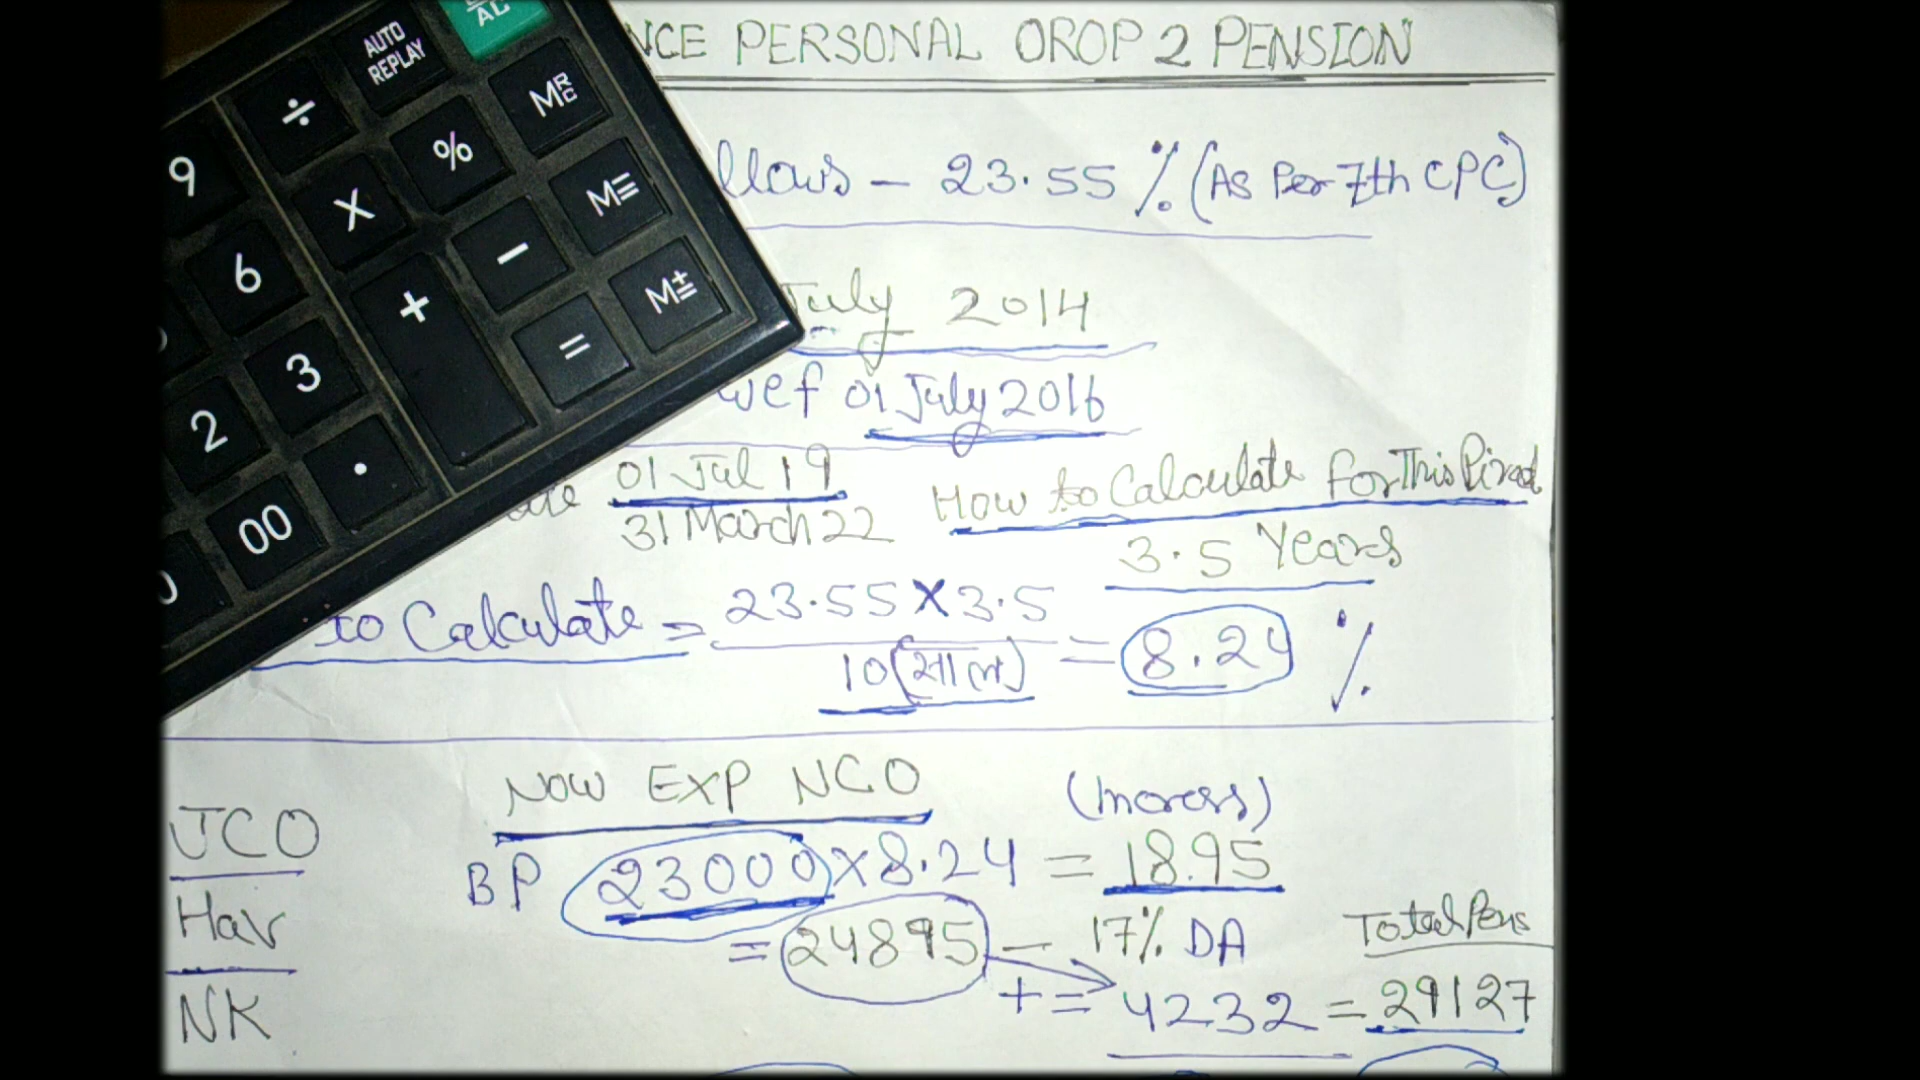 NCE PERSONAL OROP 2 PENSION
llows - 23.55 % (As Per 7th CPC)
July 2014
wef 01 July 2016
01 Jul 19 How to Calculate For This Pirod
31 March 22
3.5 Years
to Calculate = 23.55 X 3.5 = 8.24 %
10 (साल)
Now EXP NCO (Incress)
JCO
BP 23000 X 8.24 = 18.95
Hav
= 24895 - 17% DA Total Pens
NK
+ = 4232 = 29127
AUTO REPLAY
÷ % MRC
9 X M=
6 - M±
3 + =
2 .
00